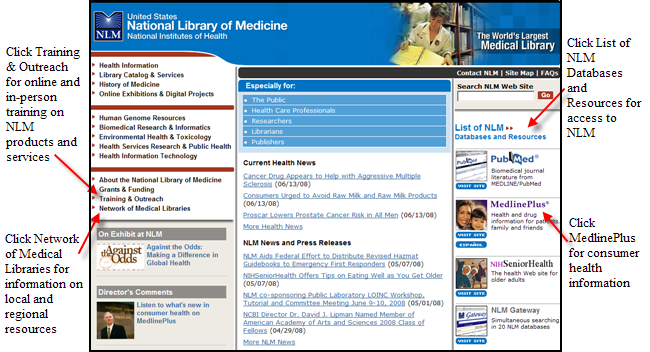 Click Training
& Outreach
for online and
in-person
training on
NLM
products and
services
Click Network
of Medical
Libraries for
information on
local and
regional
resources
NLM
United States
National Library of Medicine
National Institutes of Health
The World's Largest
Medical Library
Health Information
Library Catalog & Services
History of Medicine
Online Exhibitions & Digital Projects
Human Genome Resources
Biomedical Research & Informatics
Environmental Health & Toxicology
Health Services Research & Public Health
Health Information Technology
About the National Library of Medicine
Grants & Funding
Training & Outreach
Network of Medical Libraries
On Exhibit at NLM
Against the Odds
Against the Odds:
Making a Difference in
Global Health
Director's Comments
Listen to what's new in
consumer health on
MedlinePlus
Contact NLM | Site Map | FAQs
Especially for:
The Public
Health Care Professionals
Researchers
Librarians
Publishers
Current Health News
Cancer Drug Appears to Help with Aggressive Multiple
Sclerosis (06/13/08)
Consumers Urged to Avoid Raw Milk and Raw Milk Products
(06/13/08)
Proscar Lowers Prostate Cancer Risk in All Men (06/13/08)
More Health News
NLM News and Press Releases
NLM Aids Federal Effort to Distribute Revised Hazmat
Guidebooks to Emergency First Responders (05/07/08)
NIHSeniorHealth Offers Tips on Eating Well as You Get Older
(05/07/08)
NLM co-sponsoring Public Laboratory LOINC Workshop,
Tutorial and Committee Meeting June 9-10, 2008 (05/01/08)
NCBI Director Dr. David J. Lipman Named Member of
American Academy of Arts and Sciences 2008 Class of
Fellows (04/29/08)
More NLM News
Search NLM Web Site
Go
List of NLM
Databases and Resources
PubMed®
Biomedical journal
literature from
MEDLINE/PubMed
VISIT SITE
MedlinePlus®
Health and drug
information for patients,
family and friends
VISIT SITE
ESPAÑOL
NIHSeniorHealth
The health Web site for
older adults
VISIT SITE
NLM Gateway
Simultaneous searching
in 20 NLM databases
VISIT SITE
Click List of
NLM
Databases
and
Resources for
access to
NLM
Click
MedlinePlus
for consumer
health
information